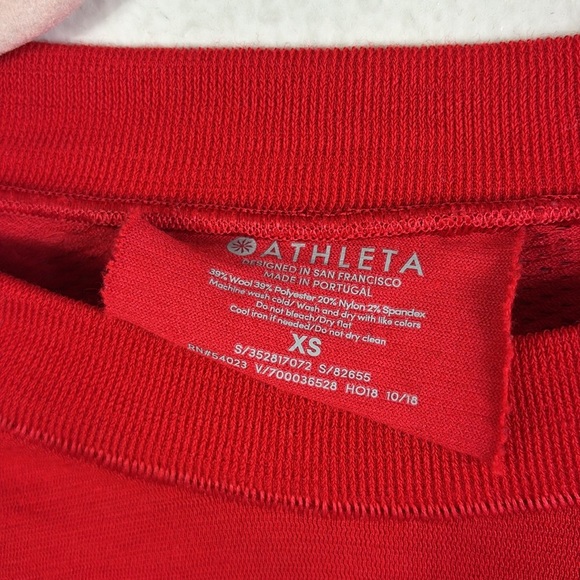 ATHLETA
DESIGNED IN SAN FRANCISCO
MADE IN PORTUGAL
39% Wool 39% Polyester 20% Nylon 2% Spandex
Machine wash cold/ Wash and dry with like colors
Do not bleach/Dry flat
Cool iron if needed/Do not dry clean
XS
S/352817072 S/82655
RN#54023 V/700036528 HO18 10/18